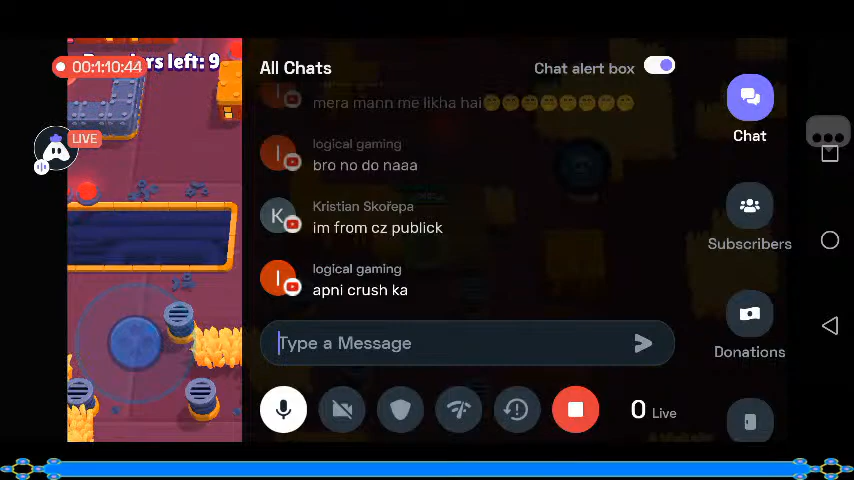 rs left: 9
00:1:10:44
LIVE
All Chats
Chat alert box
mera mann me likha hai🤭🤭🤭🤭🤭🤭🤭🤭
logical gaming
bro no do naaa
K
Kristian Skořepa
im from cz publick
l
logical gaming
apni crush ka
Type a Message
0 Live
Chat
Subscribers
Donations